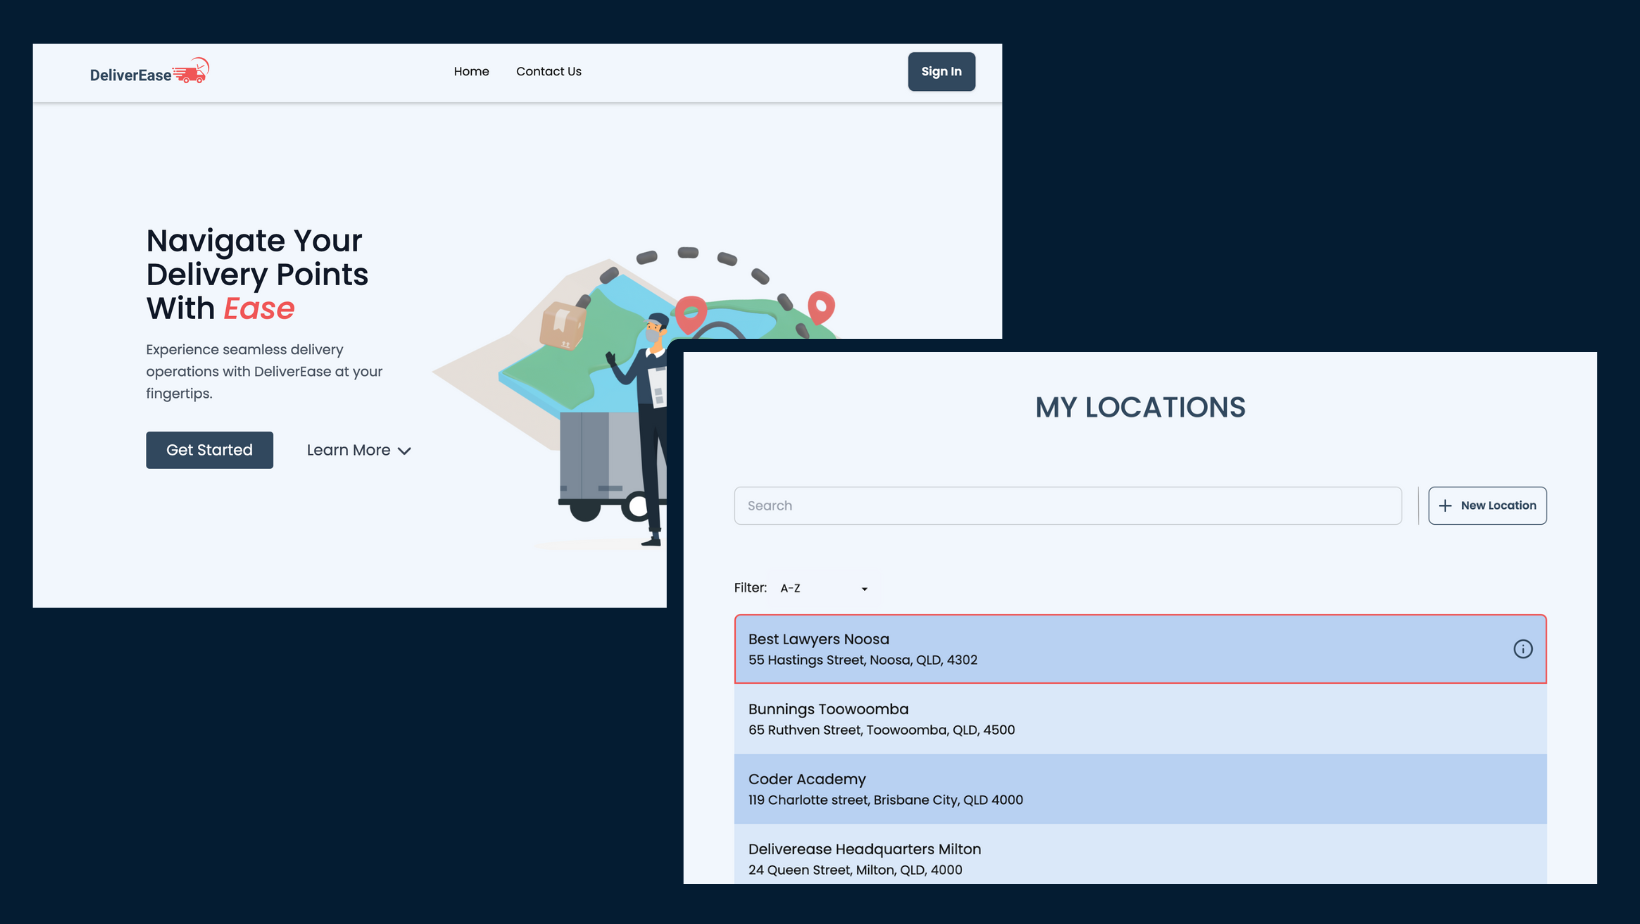 DeliverEase
Home
Contact Us
Sign In
Navigate Your
Delivery Points
With Ease
Experience seamless delivery
operations with DeliverEase at your
fingertips.
Get Started
Learn More
MY LOCATIONS
Search
New Location
Filter: A-Z
Best Lawyers Noosa
55 Hastings Street, Noosa, QLD, 4302
Bunnings Toowoomba
65 Ruthven Street, Toowoomba, QLD, 4500
Coder Academy
119 Charlotte street, Brisbane City, QLD 4000
Deliverease Headquarters Milton
24 Queen Street, Milton, QLD, 4000